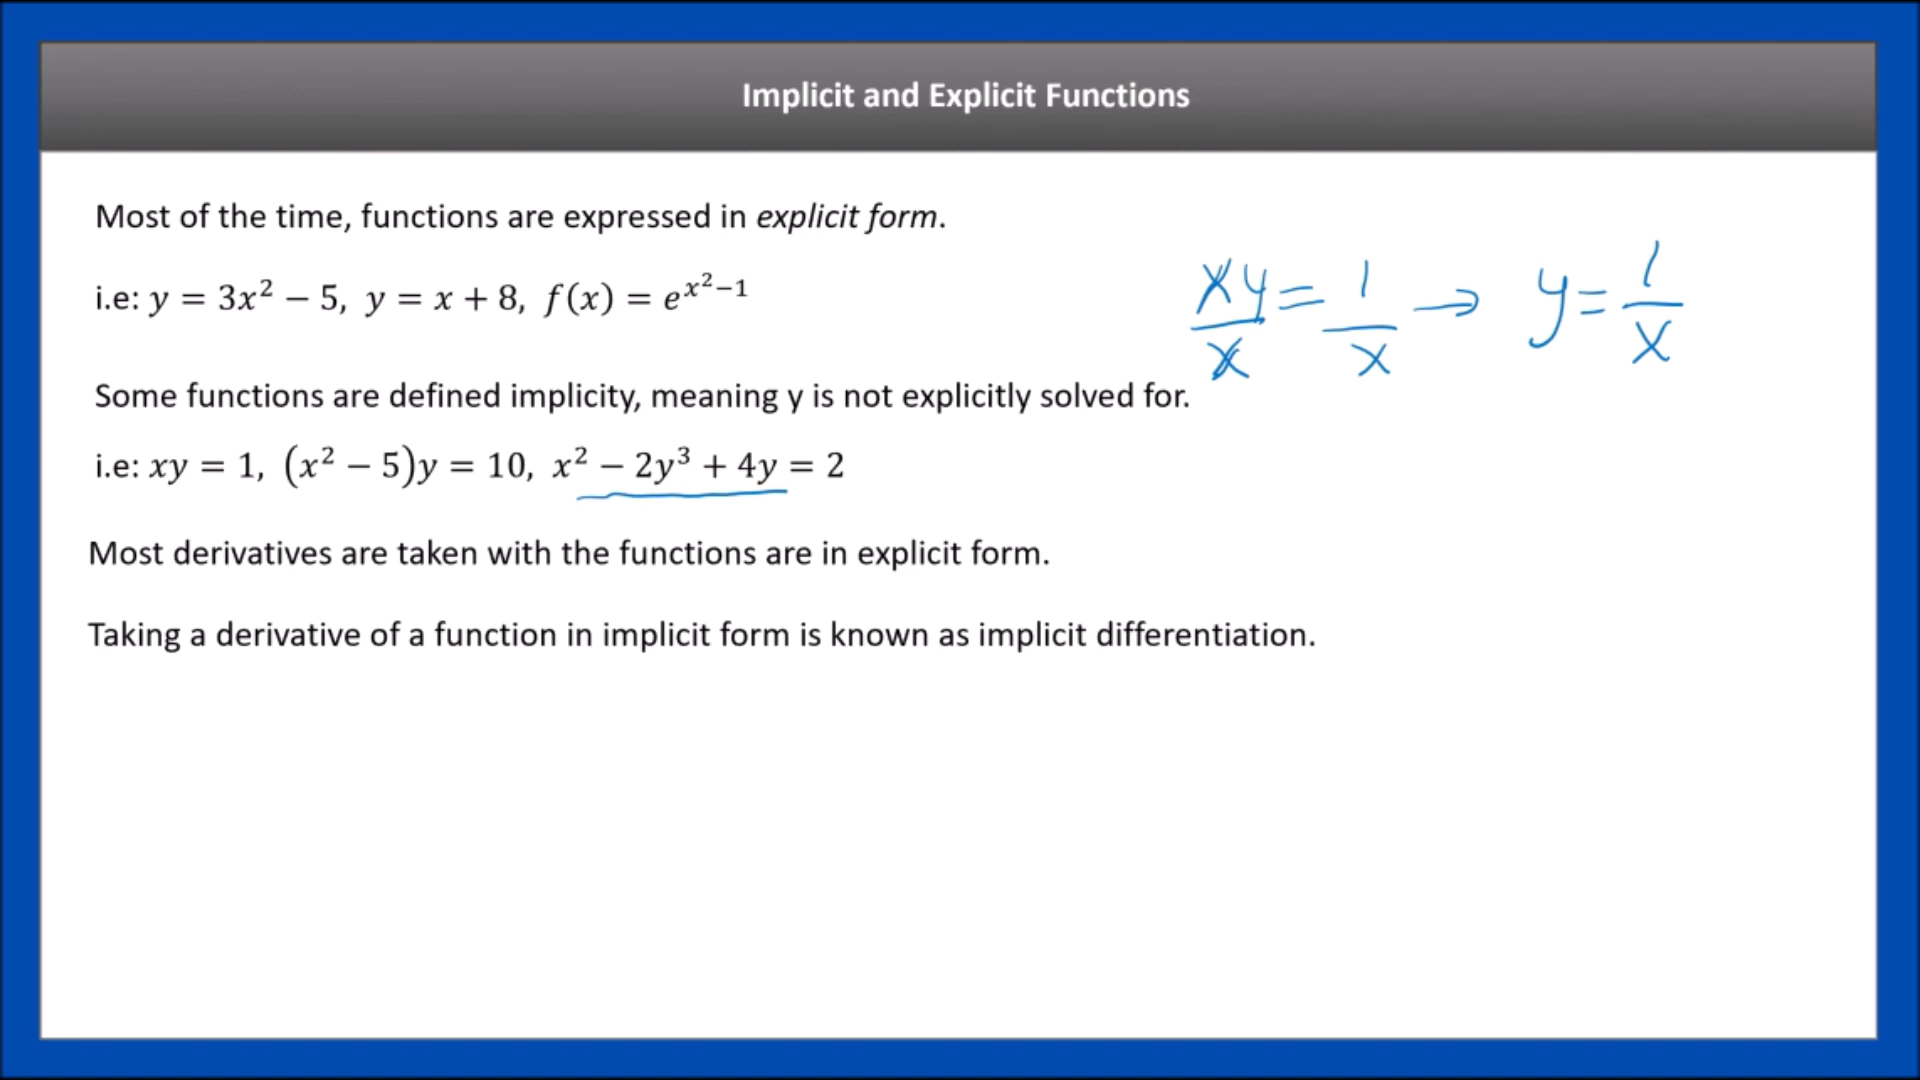 Implicit and Explicit Functions
Most of the time, functions are expressed in explicit form.
i.e: y = 3x² − 5, y = x + 8, f(x) = e^(x²−1)
xy/x = 1/x → y = 1/x
Some functions are defined implicity, meaning y is not explicitly solved for.
i.e: xy = 1, (x² − 5)y = 10, x² − 2y³ + 4y = 2
Most derivatives are taken with the functions are in explicit form.
Taking a derivative of a function in implicit form is known as implicit differentiation.